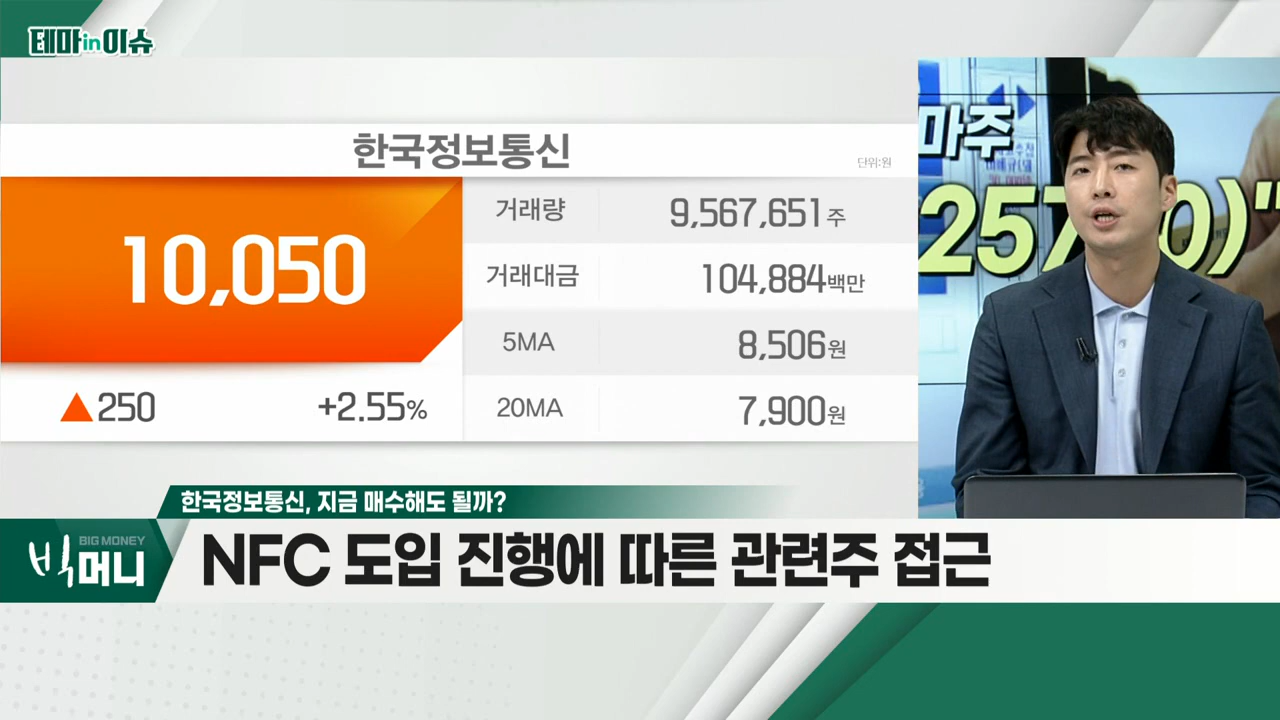 테마in이슈
한국정보통신
단위:원
10,050
▲250 +2.55%
거래량 9,567,651주
거래대금 104,884백만
5MA 8,506원
20MA 7,900원
마주
257 0)"
한국정보통신, 지금 매수해도 될까?
BIG MONEY
빅머니
NFC 도입 진행에 따른 관련주 접근